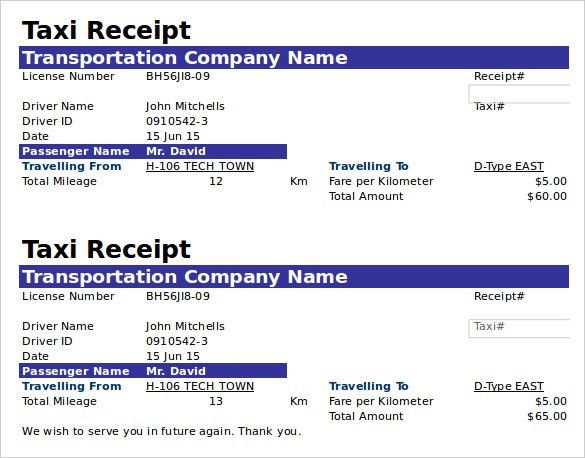 Taxi Receipt
Transportation Company Name
License Number BH56JI8-09 Receipt#
Driver Name John Mitchells Taxi#
Driver ID 0910542-3
Date 15 Jun 15
Passenger Name Mr. David
Travelling From H-106 TECH TOWN Travelling To D-Type EAST
Total Mileage 12 Km Fare per Kilometer $5.00
Total Amount $60.00
Taxi Receipt
Transportation Company Name
License Number BH56JI8-09 Receipt#
Driver Name John Mitchells Taxi#
Driver ID 0910542-3
Date 15 Jun 15
Passenger Name Mr. David
Travelling From H-106 TECH TOWN Travelling To D-Type EAST
Total Mileage 13 Km Fare per Kilometer $5.00
Total Amount $65.00
We wish to serve you in future again. Thank you.